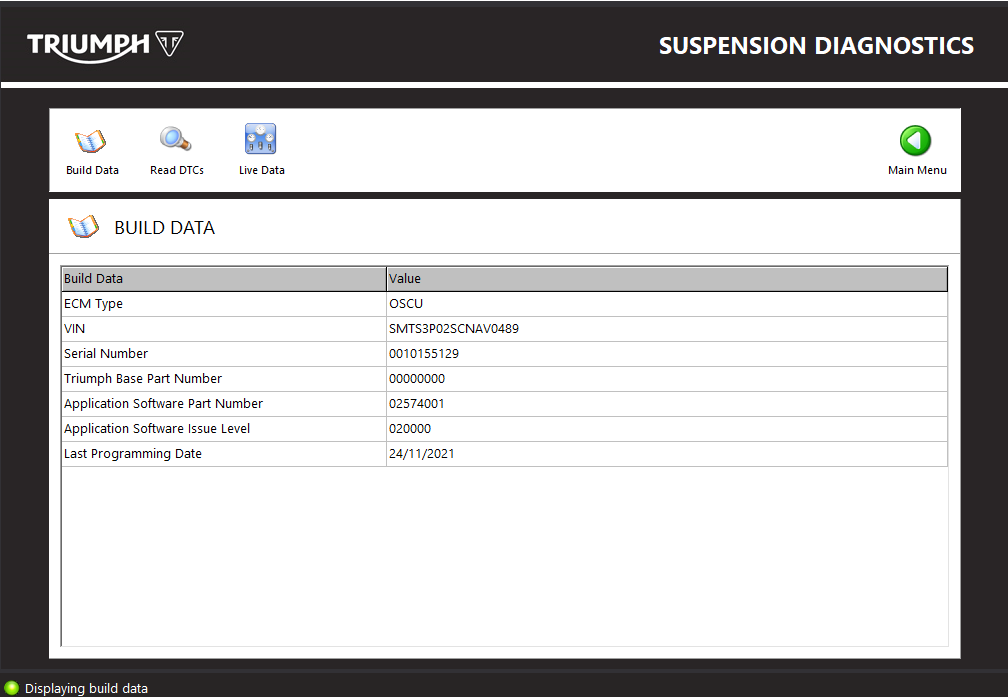 TRIUMPH
SUSPENSION DIAGNOSTICS
Build Data Read DTCs Live Data Main Menu
BUILD DATA
Build Data Value
ECM Type OSCU
VIN SMTS3P02SCNAV0489
Serial Number 0010155129
Triumph Base Part Number 00000000
Application Software Part Number 02574001
Application Software Issue Level 020000
Last Programming Date 24/11/2021
Displaying build data